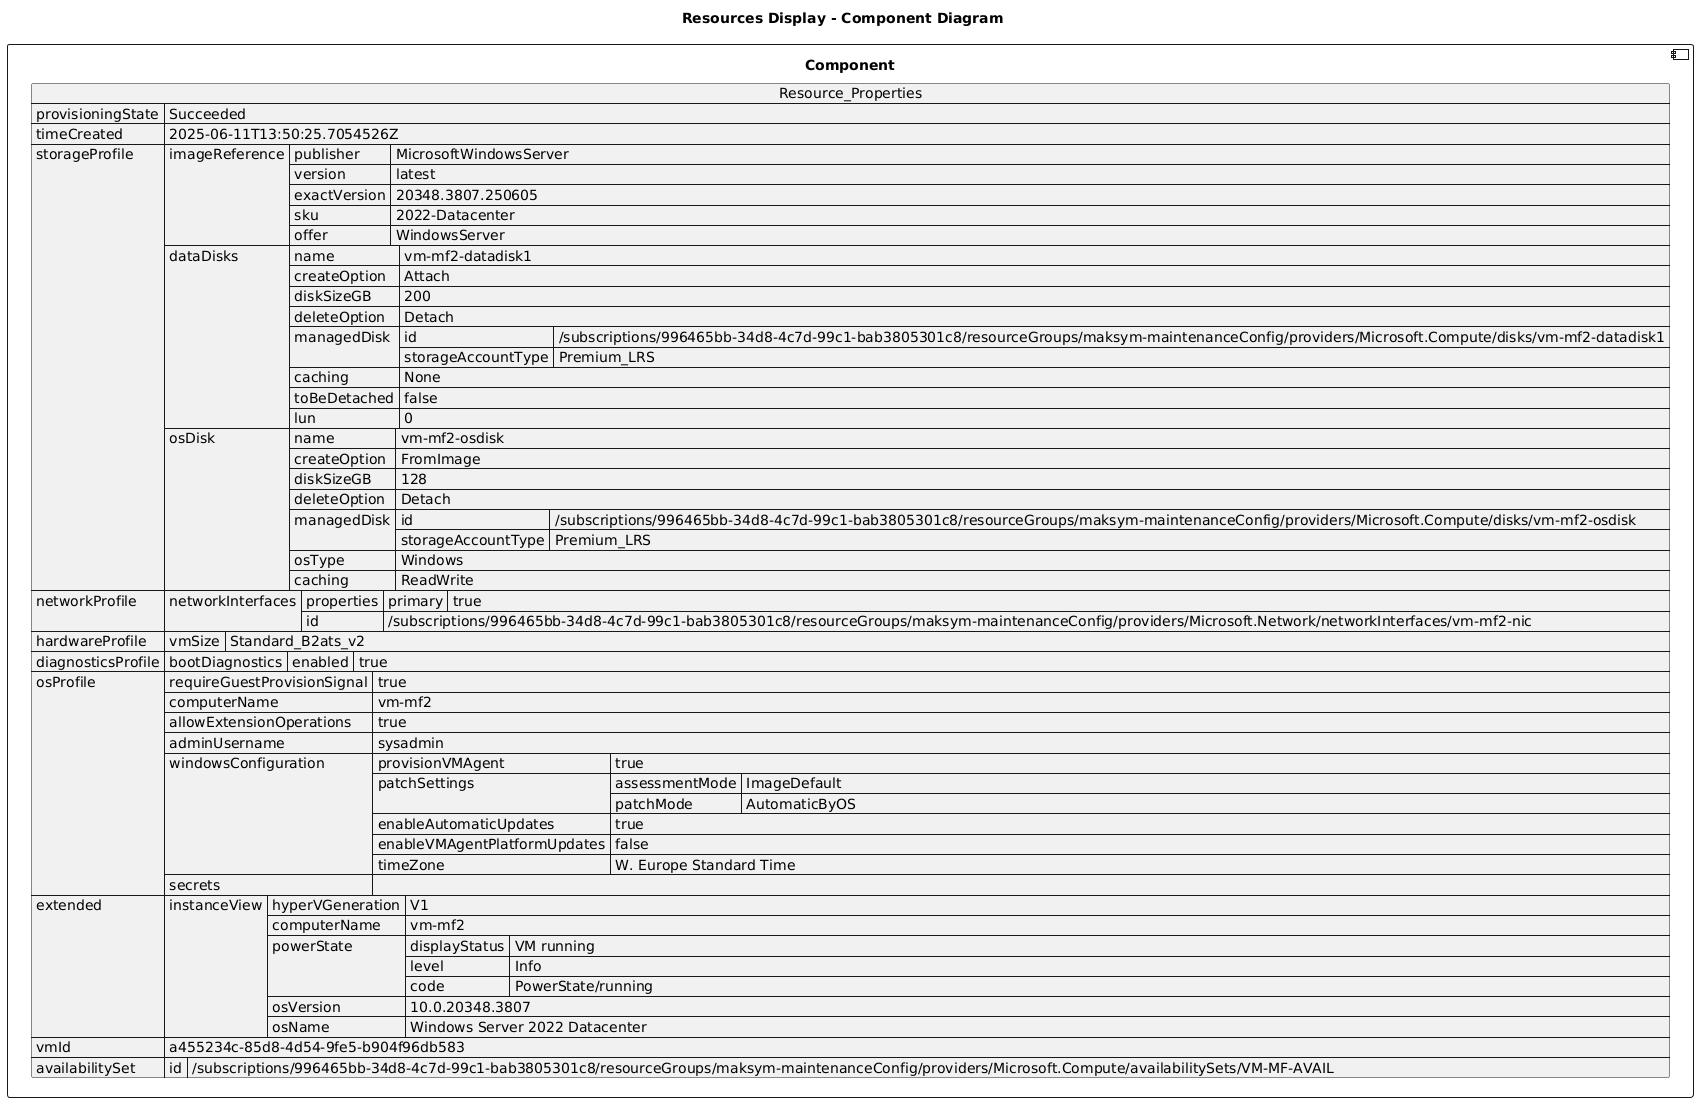 Resources Display - Component Diagram
Component
Resource_Properties
provisioningState Succeeded
timeCreated 2025-06-11T13:50:25.7054526Z
storageProfile imageReference publisher MicrosoftWindowsServer
version latest
exactVersion 20348.3807.250605
sku 2022-Datacenter
offer WindowsServer
dataDisks name vm-mf2-datadisk1
createOption Attach
diskSizeGB 200
deleteOption Detach
managedDisk id /subscriptions/996465bb-34d8-4c7d-99c1-bab3805301c8/resourceGroups/maksym-maintenanceConfig/providers/Microsoft.Compute/disks/vm-mf2-datadisk1
storageAccountType Premium_LRS
caching None
toBeDetached false
lun 0
osDisk name vm-mf2-osdisk
createOption FromImage
diskSizeGB 128
deleteOption Detach
managedDisk id /subscriptions/996465bb-34d8-4c7d-99c1-bab3805301c8/resourceGroups/maksym-maintenanceConfig/providers/Microsoft.Compute/disks/vm-mf2-osdisk
storageAccountType Premium_LRS
osType Windows
caching ReadWrite
networkProfile networkInterfaces properties primary true
id /subscriptions/996465bb-34d8-4c7d-99c1-bab3805301c8/resourceGroups/maksym-maintenanceConfig/providers/Microsoft.Network/networkInterfaces/vm-mf2-nic
hardwareProfile vmSize Standard_B2ats_v2
diagnosticsProfile bootDiagnostics enabled true
osProfile requireGuestProvisionSignal true
computerName vm-mf2
allowExtensionOperations true
adminUsername sysadmin
windowsConfiguration provisionVMAgent true
patchSettings assessmentMode ImageDefault
patchMode AutomaticByOS
enableAutomaticUpdates true
enableVMAgentPlatformUpdates false
timeZone W. Europe Standard Time
secrets
extended instanceView hyperVGeneration V1
computerName vm-mf2
powerState displayStatus VM running
level Info
code PowerState/running
osVersion 10.0.20348.3807
osName Windows Server 2022 Datacenter
vmId a455234c-85d8-4d54-9fe5-b904f96db583
availabilitySet id /subscriptions/996465bb-34d8-4c7d-99c1-bab3805301c8/resourceGroups/maksym-maintenanceConfig/providers/Microsoft.Compute/availabilitySets/VM-MF-AVAIL